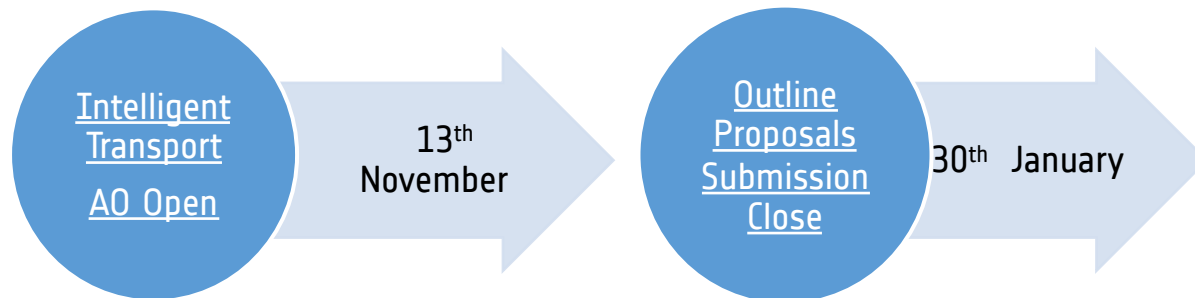 Intelligent
Transport
AO Open
13th
November
Outline
Proposals
Submission
Close
30th January